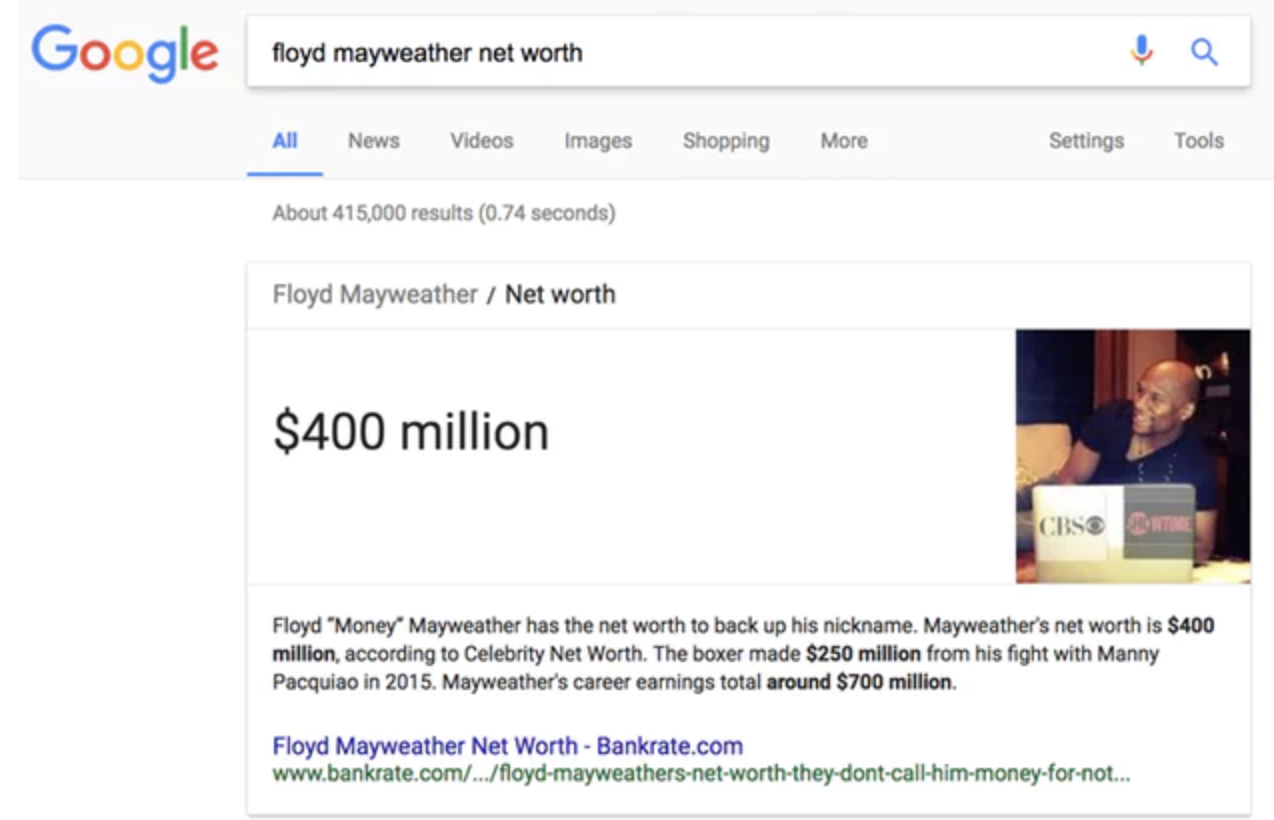 Google
floyd mayweather net worth
All News Videos Images Shopping More Settings Tools
About 415,000 results (0.74 seconds)
Floyd Mayweather / Net worth
$400 million
CBS SHOWTIME
Floyd “Money” Mayweather has the net worth to back up his nickname. Mayweather's net worth is $400
million, according to Celebrity Net Worth. The boxer made $250 million from his fight with Manny
Pacquiao in 2015. Mayweather's career earnings total around $700 million.
Floyd Mayweather Net Worth - Bankrate.com
www.bankrate.com/.../floyd-mayweathers-net-worth-they-dont-call-him-money-for-not...